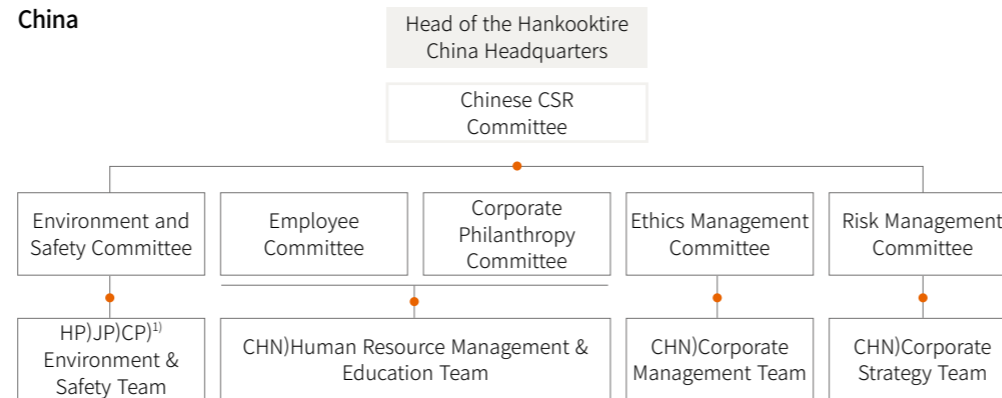 China
Head of the Hankooktire
China Headquarters
Chinese CSR
Committee
Environment and
Safety Committee
Employee
Committee
Corporate
Philanthropy
Committee
Ethics Management
Committee
Risk Management
Committee
HP)JP)CP)1)
Environment &
Safety Team
CHN)Human Resource Management &
Education Team
CHN)Corporate
Management Team
CHN)Corporate
Strategy Team